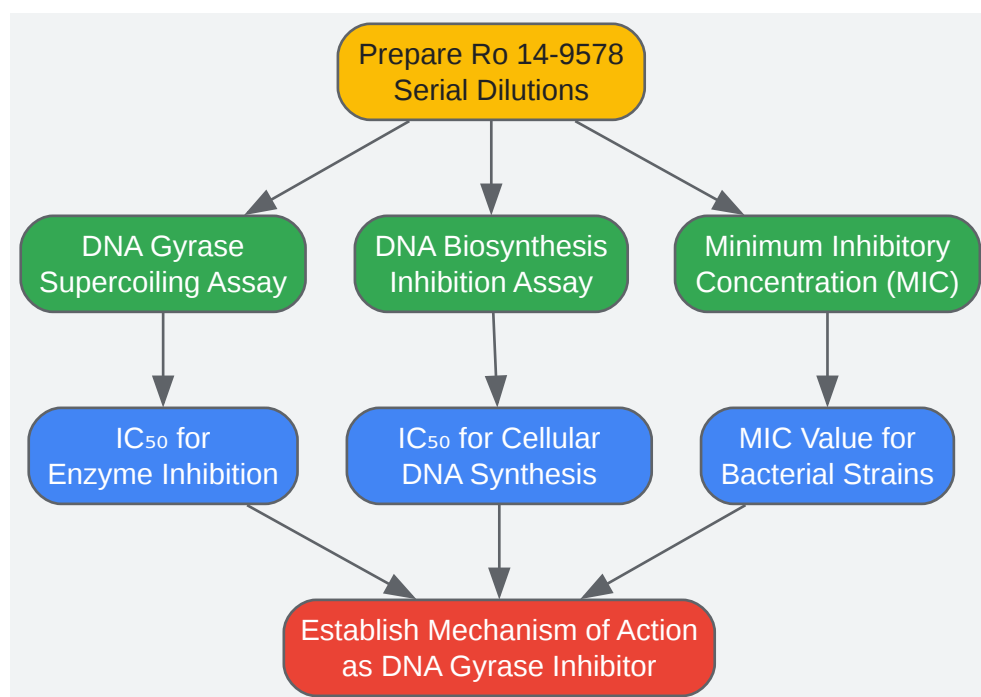 Prepare Ro 14-9578
Serial Dilutions
DNA Gyrase
Supercoiling Assay
DNA Biosynthesis
Inhibition Assay
Minimum Inhibitory
Concentration (MIC)
IC₅₀ for
Enzyme Inhibition
IC₅₀ for Cellular
DNA Synthesis
MIC Value for
Bacterial Strains
Establish Mechanism of Action
as DNA Gyrase Inhibitor